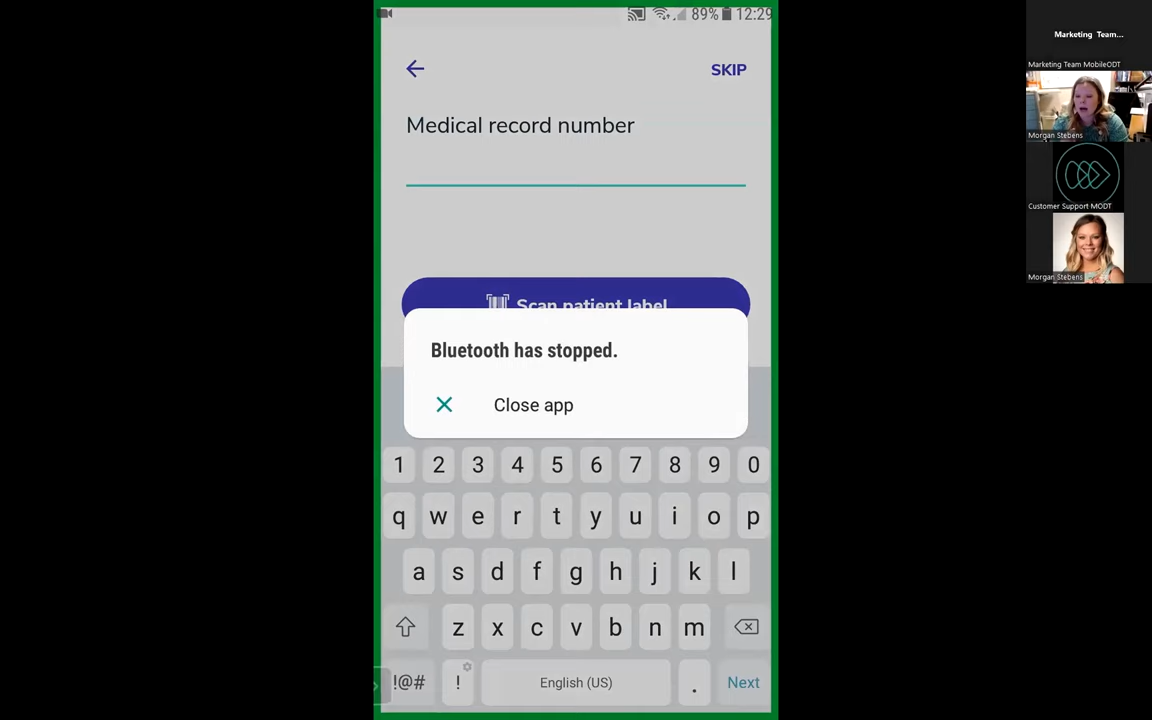 89% 12:29
SKIP
Medical record number
Scan patient label
Bluetooth has stopped.
Close app
1 2 3 4 5 6 7 8 9 0
q w e r t y u i o p
a s d f g h j k l
z x c v b n m
!@# ! English (US) . Next
Marketing Team...
Marketing Team MobileODT
Morgan Stebens
Customer Support MODT
Morgan Stebens